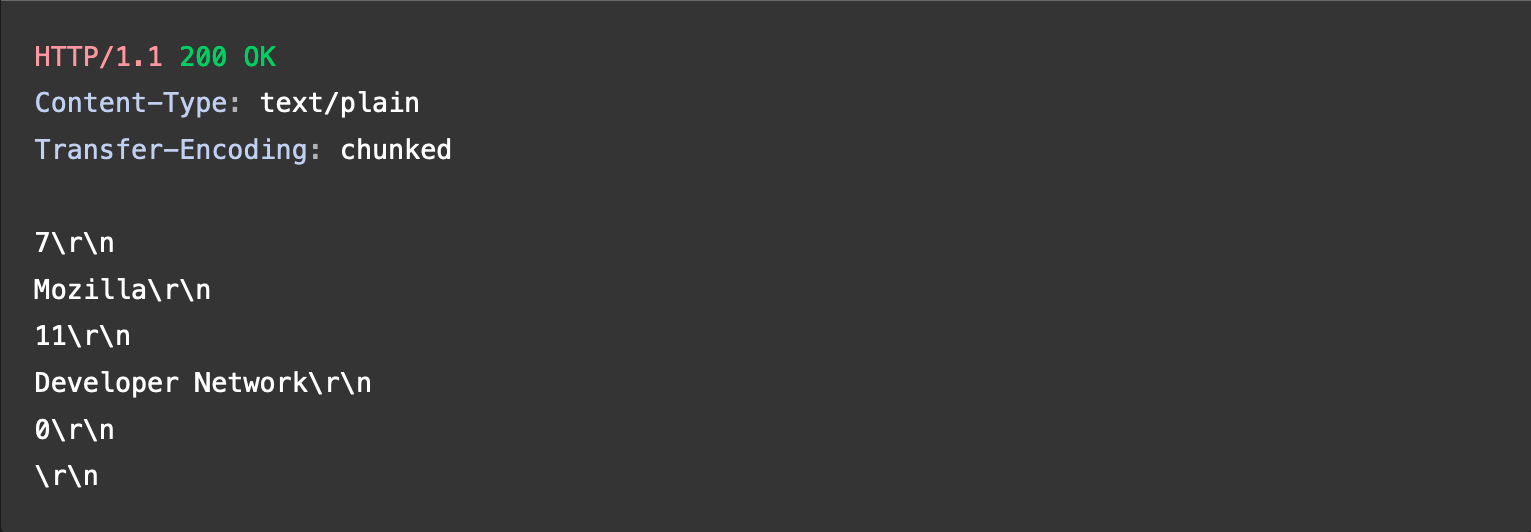 HTTP/1.1 200 OK
Content-Type: text/plain
Transfer-Encoding: chunked
7\r\n
Mozilla\r\n
11\r\n
Developer Network\r\n
0\r\n
\r\n